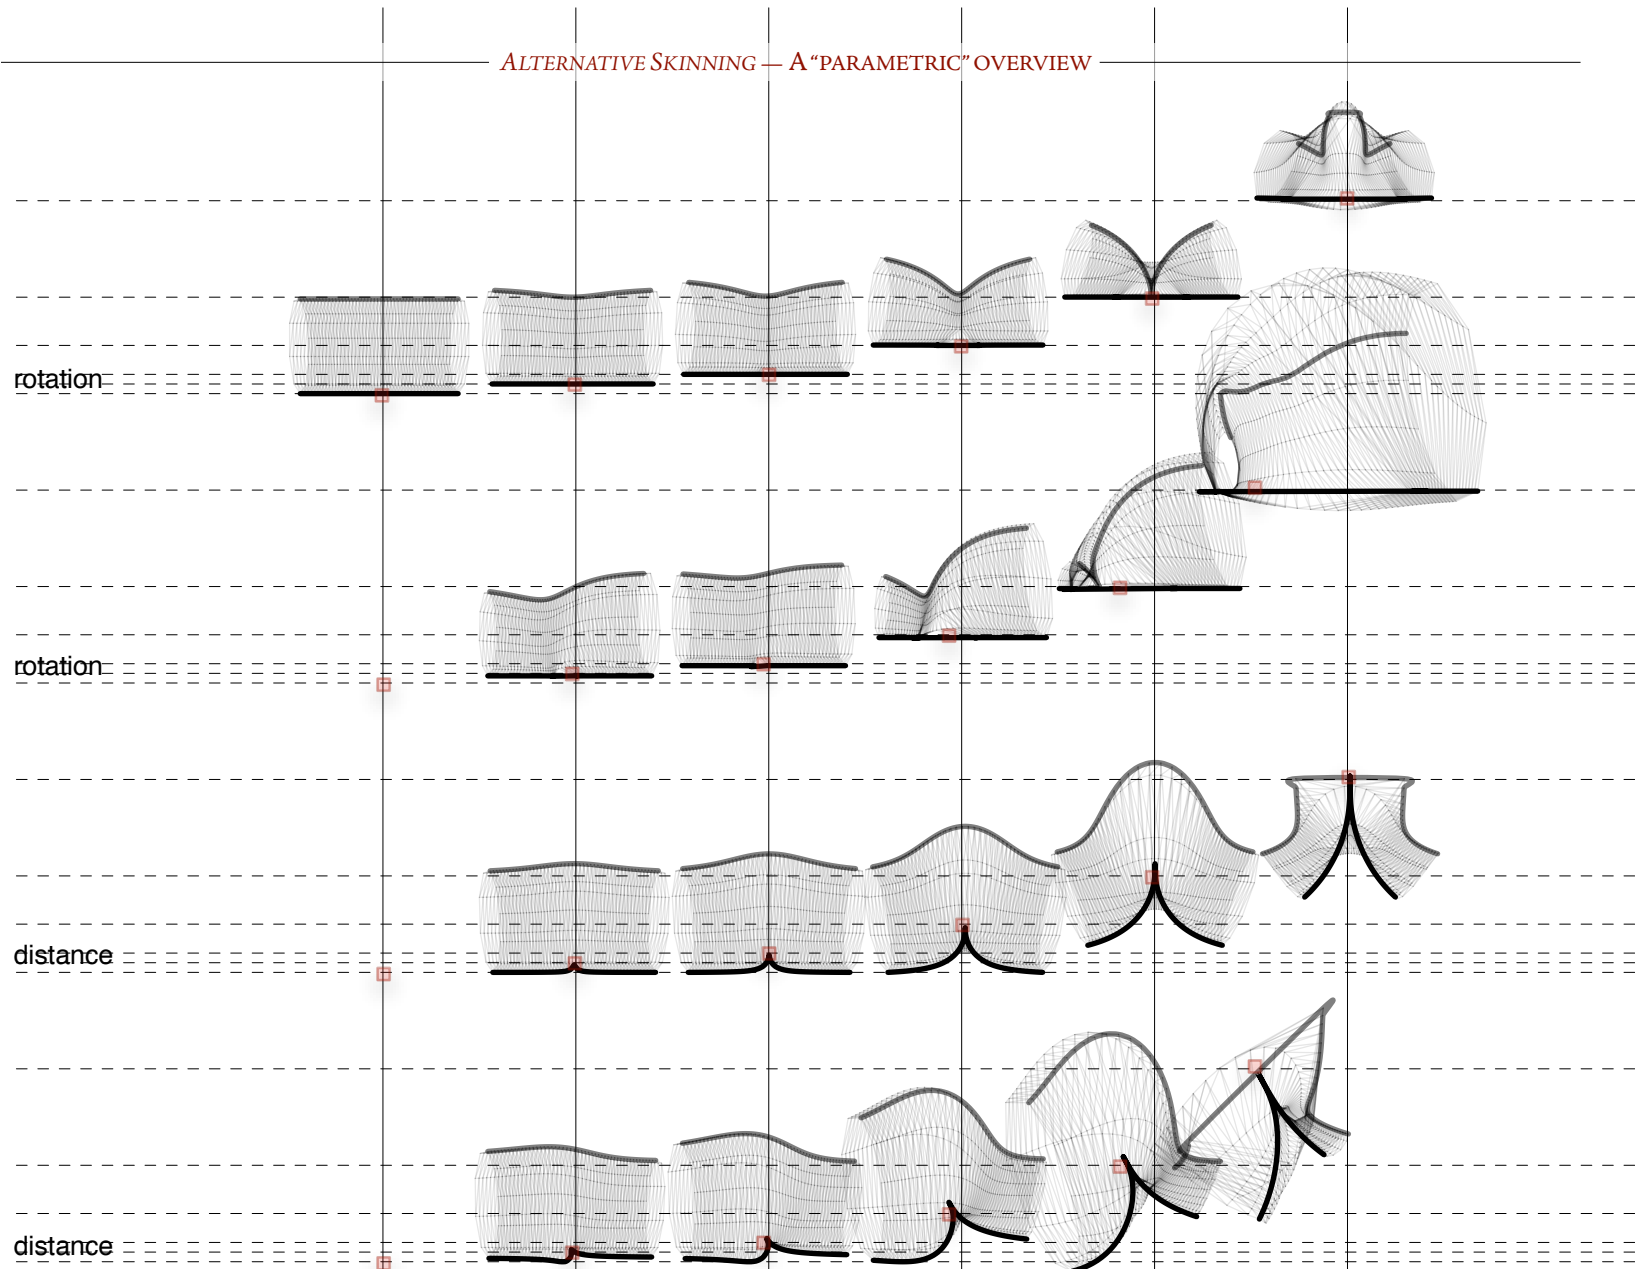 ALTERNATIVE SKINNING — A “PARAMETRIC” OVERVIEW
rotation
rotation
distance
distance